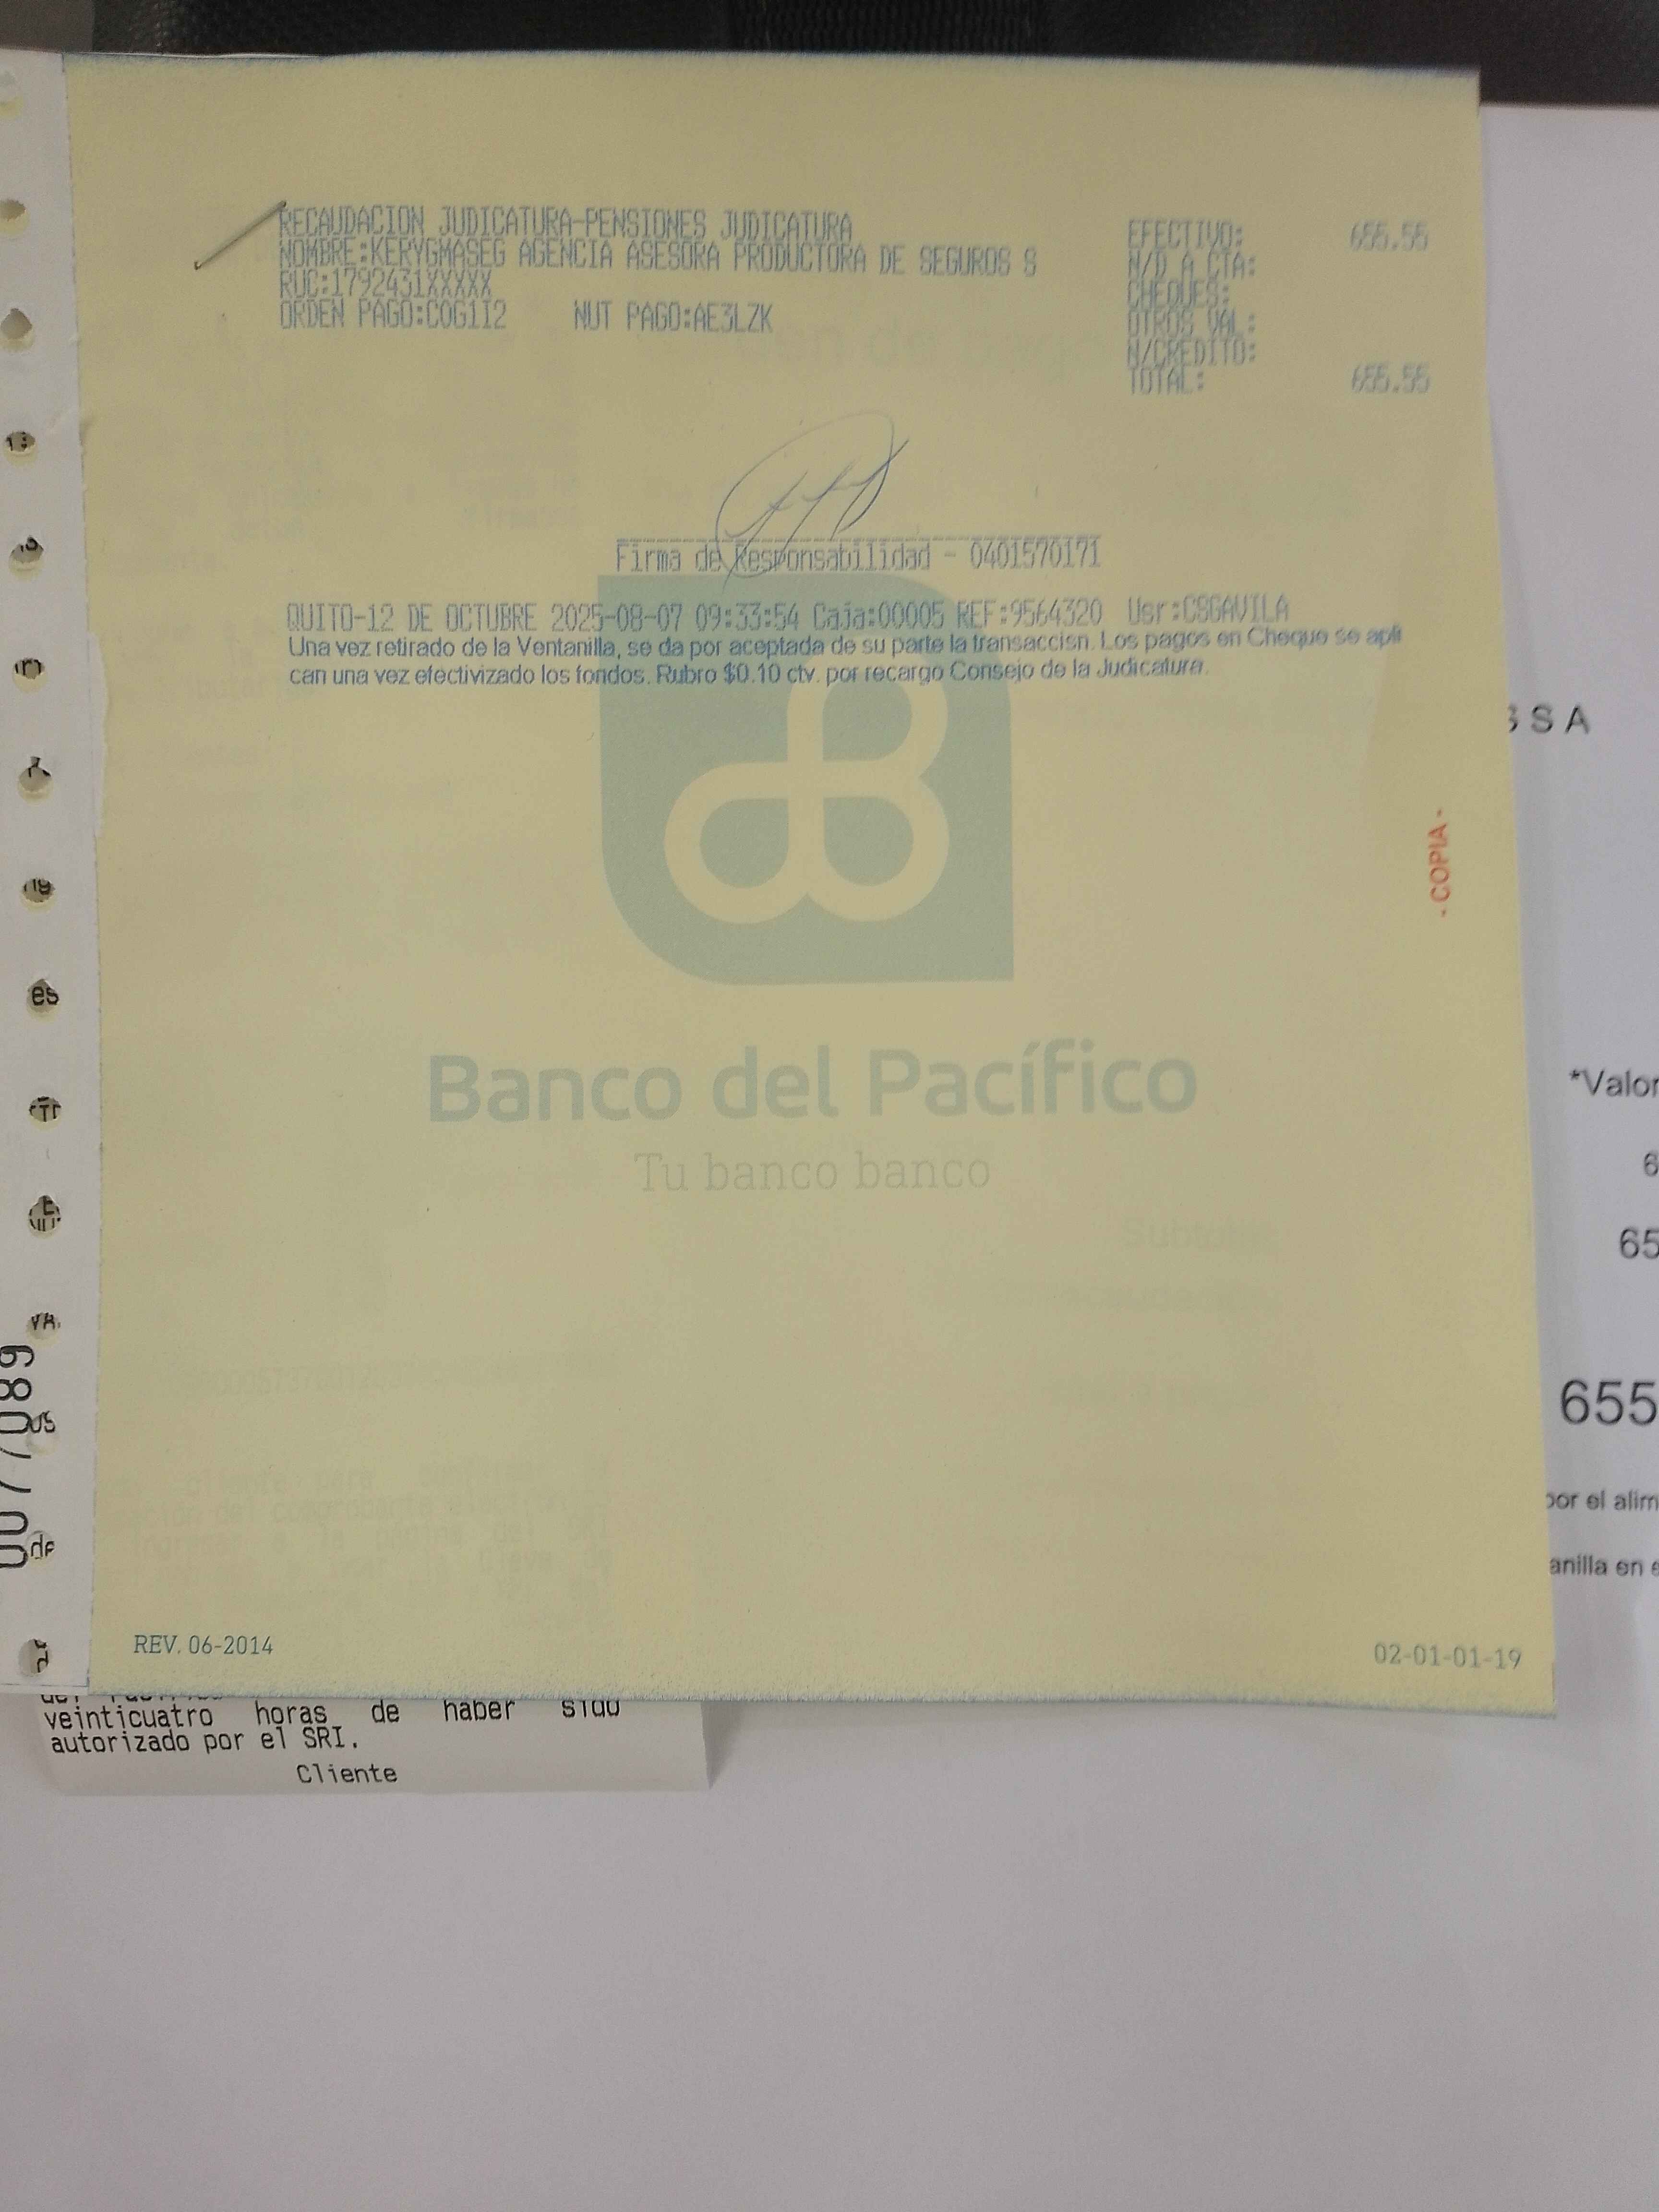 RECAUDACION JUDICATURA-PENSIONES JUDICATURA
NOMBRE:KERYGMASEG AGENCIA ASESORA PRODUCTORA DE SEGUROS S
RUC:1792431XXXXX
ORDEN PAGO:COG1I2 NUT PAGO:AE3LZK
EFECTIVO: 655.55
N/D A CTA:
CHEQUES:
OTROS VAL:
N/CREDITO:
TOTAL: 655.55
Firma de Responsabilidad - 0401570171
QUITO-12 DE OCTUBRE 2025-08-07 09:33:54 Caja:00005 REF:9564320 Usr:CSGAVILA
Una vez retirado de la Ventanilla, se da por aceptada de su parte la transaccisn. Los pagos en Cheque se apli
can una vez efectivizado los fondos. Rubro $0.10 ctv. por recargo Consejo de la Judicatura.
S A
- COPIA -
Banco del Pacífico
Tu banco banco
*Valor
6
65
655
por el alim
anilla en e
es
de
REV. 06-2014
02-01-01-19
veinticuatro horas de haber sido
autorizado por el SRI.
Cliente